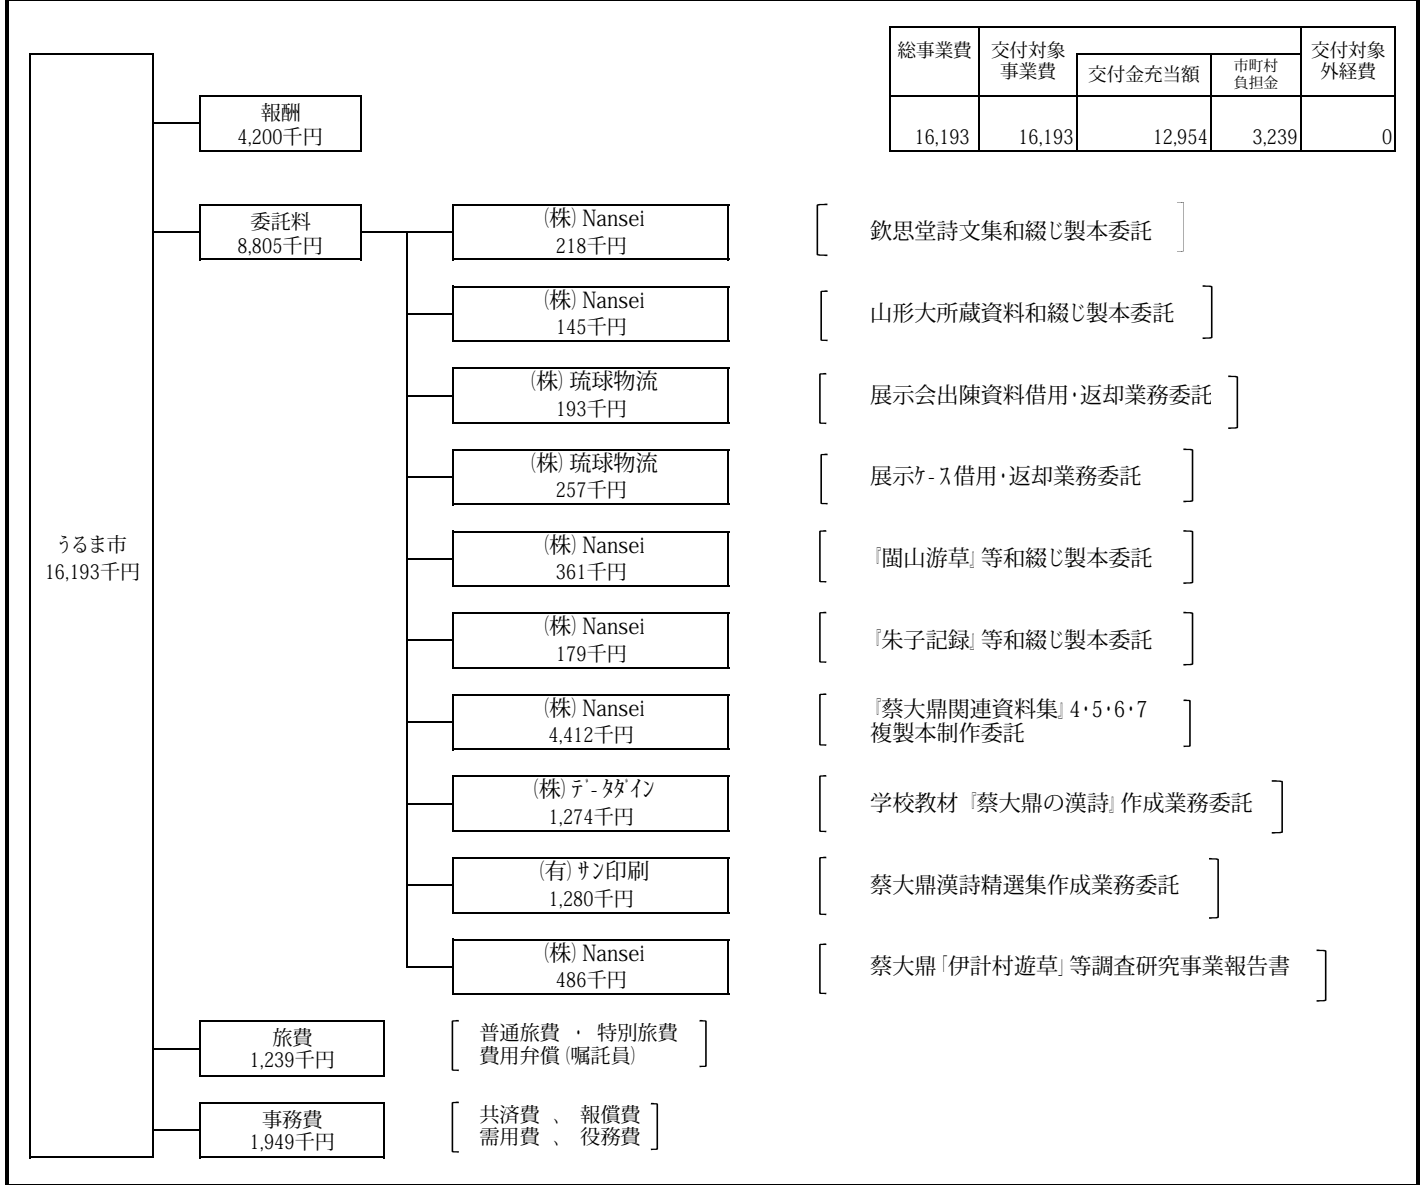 総事業費 交付対象 交付対象
事業費 交付金充当額 市町村 外経費
負担金
16,193 16,193 12,954 3,239 0
うるま市
16,193千円
報酬
4,200千円
委託料
8,805千円
(株) Nansei
218千円
欽思堂詩文集和綴じ製本委託
(株) Nansei
145千円
山形大所蔵資料和綴じ製本委託
(株) 琉球物流
193千円
展示会出陳資料借用・返却業務委託
(株) 琉球物流
257千円
展示ｹｰｽ借用・返却業務委託
(株) Nansei
361千円
『閩山游草』等和綴じ製本委託
(株) Nansei
179千円
『朱子記録』等和綴じ製本委託
(株) Nansei
4,412千円
『蔡大鼎関連資料集』4・5・6・7
複製本制作委託
(株) ﾃﾞｰﾀﾀﾞｲﾝ
1,274千円
学校教材『蔡大鼎の漢詩』作成業務委託
(有) ｻﾝ印刷
1,280千円
蔡大鼎漢詩精選集作成業務委託
(株) Nansei
486千円
蔡大鼎「伊計村遊草」等調査研究事業報告書
旅費
1,239千円
普通旅費 ・ 特別旅費
費用弁償(嘱託員)
事務費
1,949千円
共済費 、 報償費
需用費 、 役務費